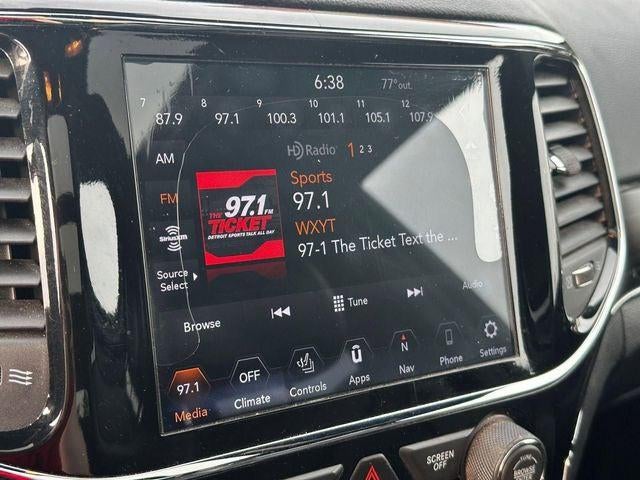 6:38 77° out.
7 8 9 10 11 12
87.9 97.1 100.3 101.1 105.1 107.9
AM
HD Radio 1 2 3
FM
Sports
97.1
WXYT
97-1 The Ticket Text the ...
THE 97.1 FM
TICKET
DETROIT SPORTS TALK ALL DAY
SiriusXM
Source
Select
Browse Tune Audio
97.1 OFF N
Media Climate Controls Apps Nav Phone Settings
SCREEN
OFF
BROWSE